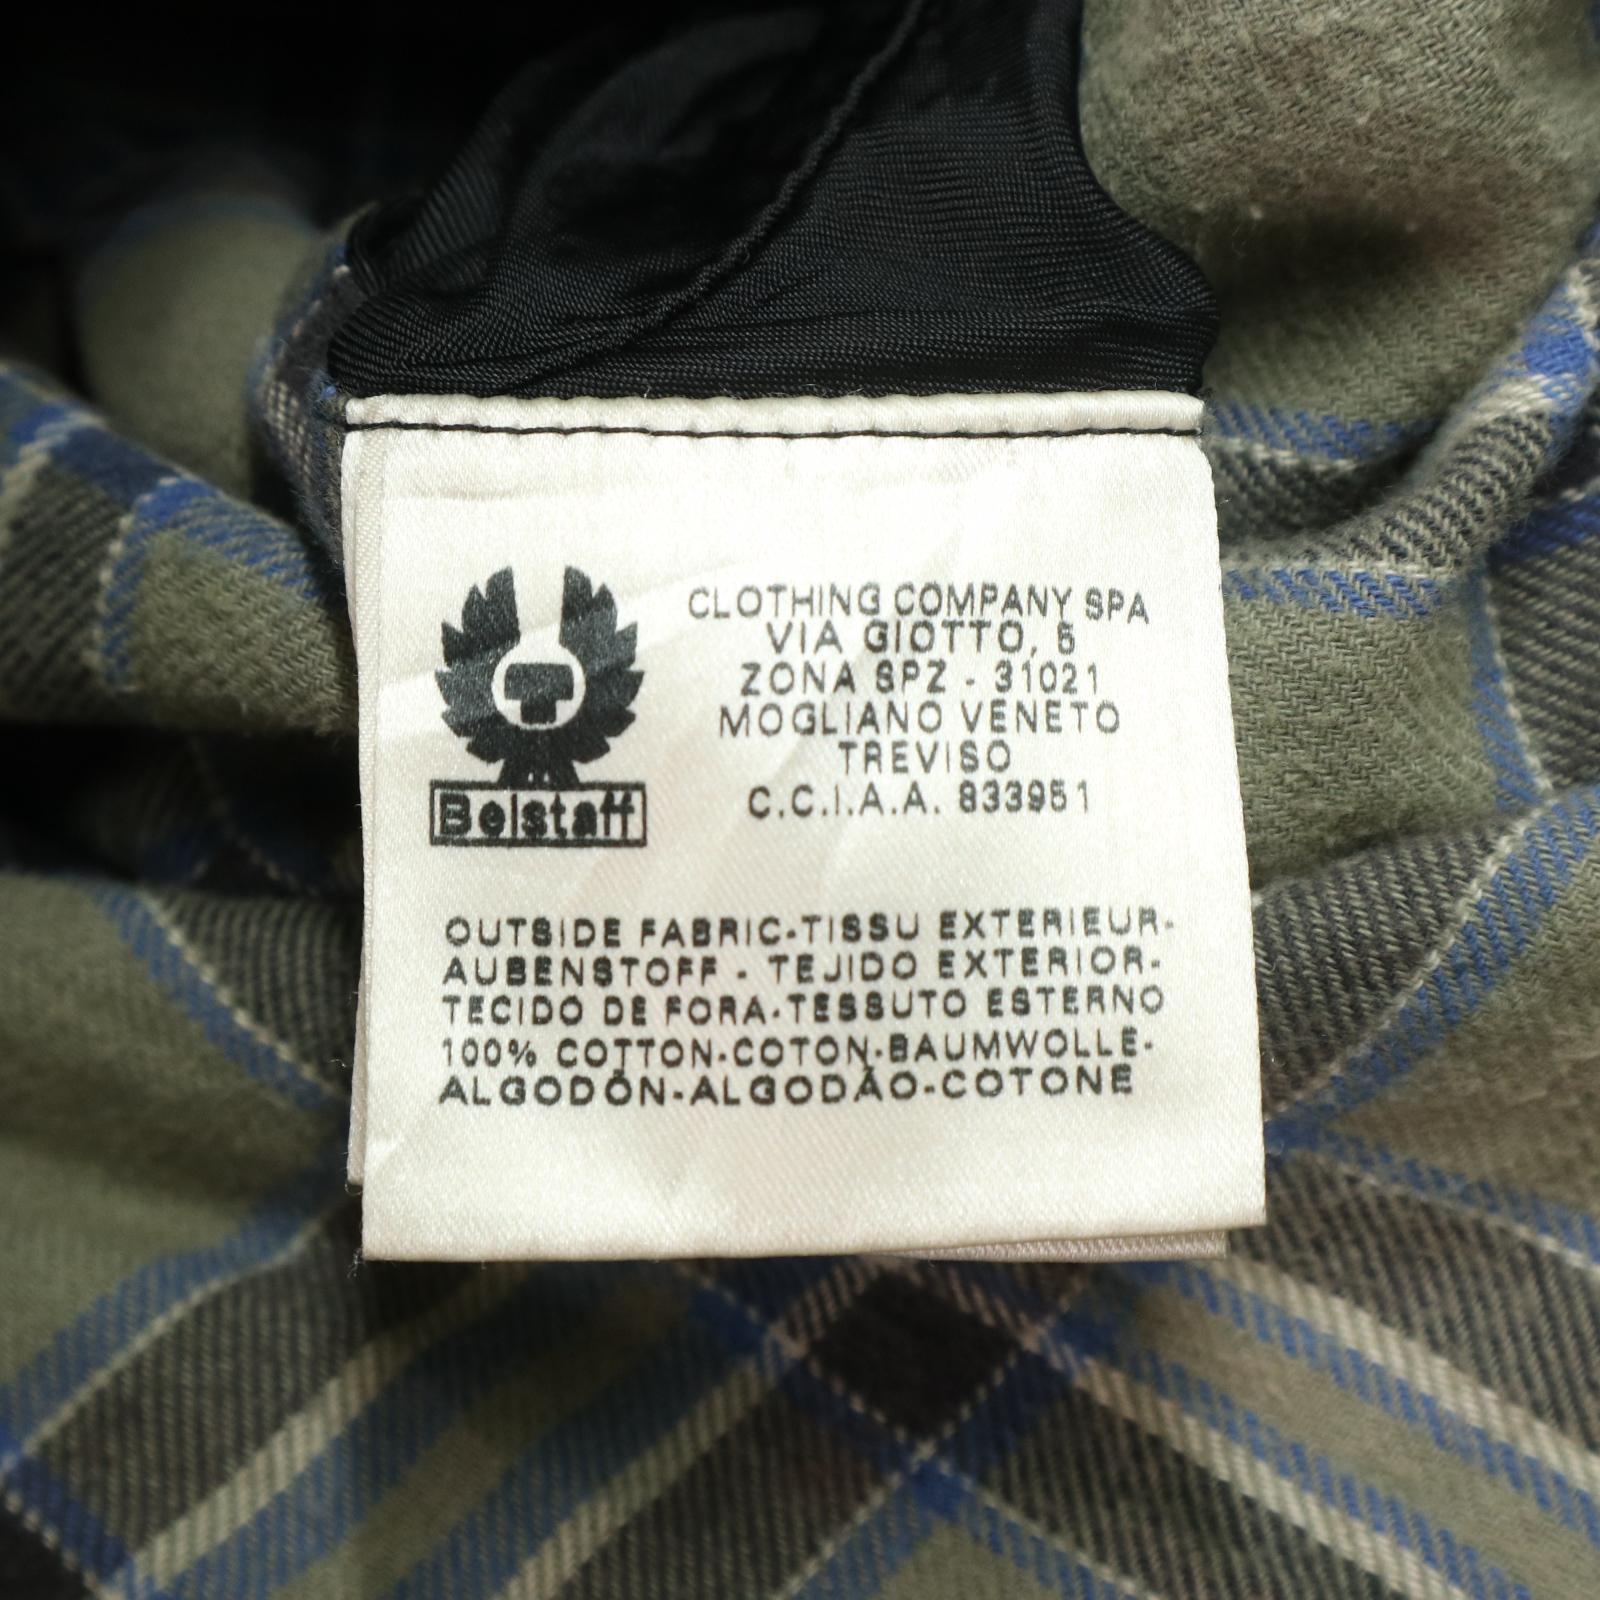 Belstaff
CLOTHING COMPANY SPA
VIA GIOTTO, 6
ZONA SPZ - 31021
MOGLIANO VENETO
TREVISO
C.C.I.A.A. 833951
OUTSIDE FABRIC-TISSU EXTERIEUR-
AUBENSTOFF - TEJIDO EXTERIOR-
TECIDO DE FORA-TESSUTO ESTERNO
100% COTTON-COTON-BAUMWOLLE-
ALGODÓN-ALGODÃO-COTONE